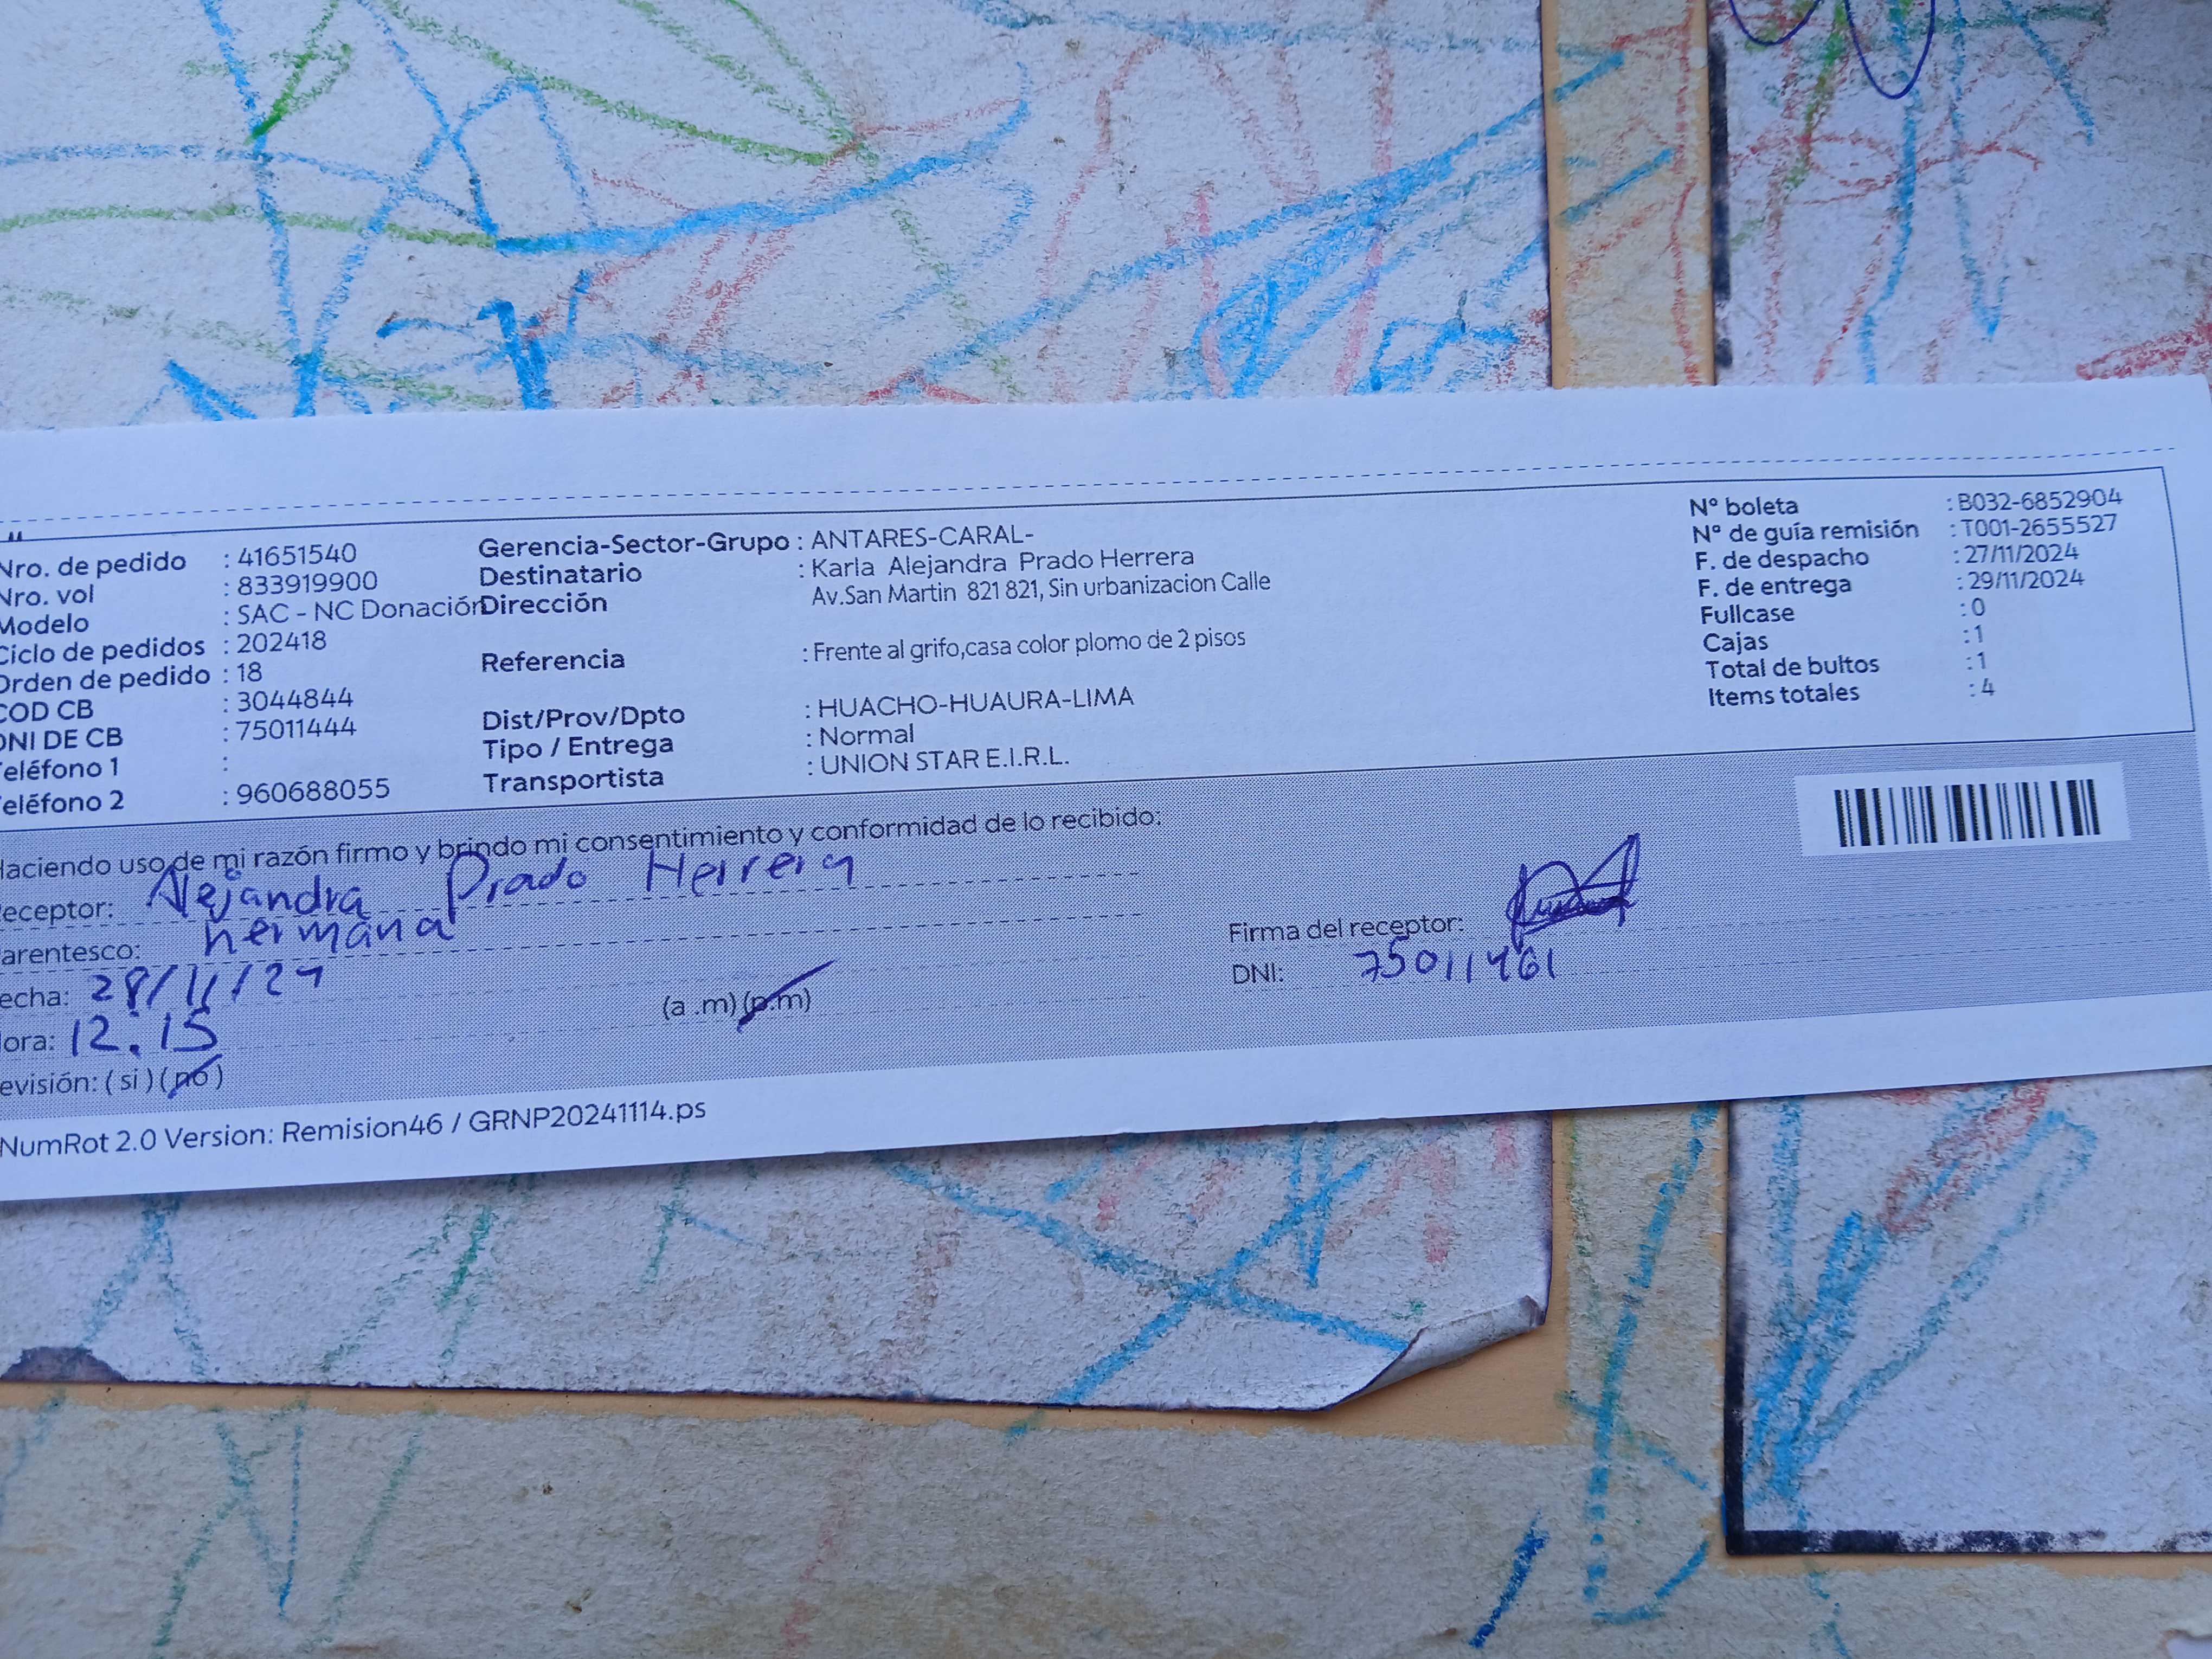 Nro. de pedido : 41651540
Nro. vol : 833919900
Modelo : SAC - NC Donación
Ciclo de pedidos : 202418
Orden de pedido : 18
COD CB : 3044844
DNI DE CB : 75011444
Teléfono 1 :
Teléfono 2 : 960688055
Gerencia-Sector-Grupo : ANTARES-CARAL-
Destinatario : Karla Alejandra Prado Herrera
Dirección Av.San Martin 821 821, Sin urbanizacion Calle
Referencia : Frente al grifo,casa color plomo de 2 pisos
Dist/Prov/Dpto : HUACHO-HUAURA-LIMA
Tipo / Entrega : Normal
Transportista : UNION STAR E.I.R.L.
Nº boleta : B032-6852904
Nº de guía remisión : T001-2655527
F. de despacho : 27/11/2024
F. de entrega : 29/11/2024
Fullcase : 0
Cajas : 1
Total de bultos : 1
Items totales : 4
Haciendo uso de mi razón firmo y brindo mi consentimiento y conformidad de lo recibido:
Receptor: Alejandra Prado Herrera
Parentesco: hermana
Fecha: 28/11/24
Hora: 12:15 (a .m) (p.m)
Revisión: ( si ) ( no )
Firma del receptor:
DNI: 75011461
NumRot 2.0 Version: Remision46 / GRNP20241114.ps